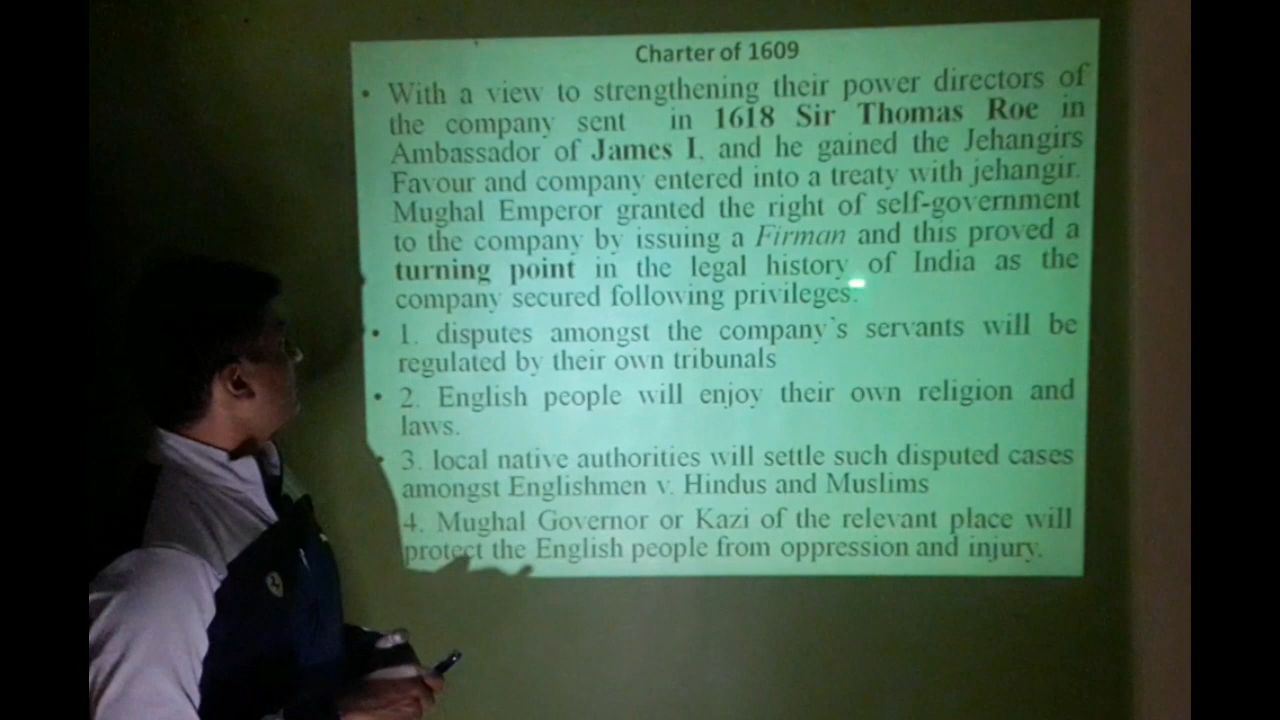 Charter of 1609
• With a view to strengthening their power directors of
the company sent in 1618 Sir Thomas Roe in
Ambassador of James I, and he gained the Jehangirs
Favour and company entered into a treaty with jehangir.
Mughal Emperor granted the right of self-government
to the company by issuing a Firman and this proved a
turning point in the legal history of India as the
company secured following privileges.
• 1. disputes amongst the company`s servants will be
regulated by their own tribunals
• 2. English people will enjoy their own religion and
laws.
• 3. local native authorities will settle such disputed cases
amongst Englishmen v. Hindus and Muslims
4. Mughal Governor or Kazi of the relevant place will
protect the English people from oppression and injury.